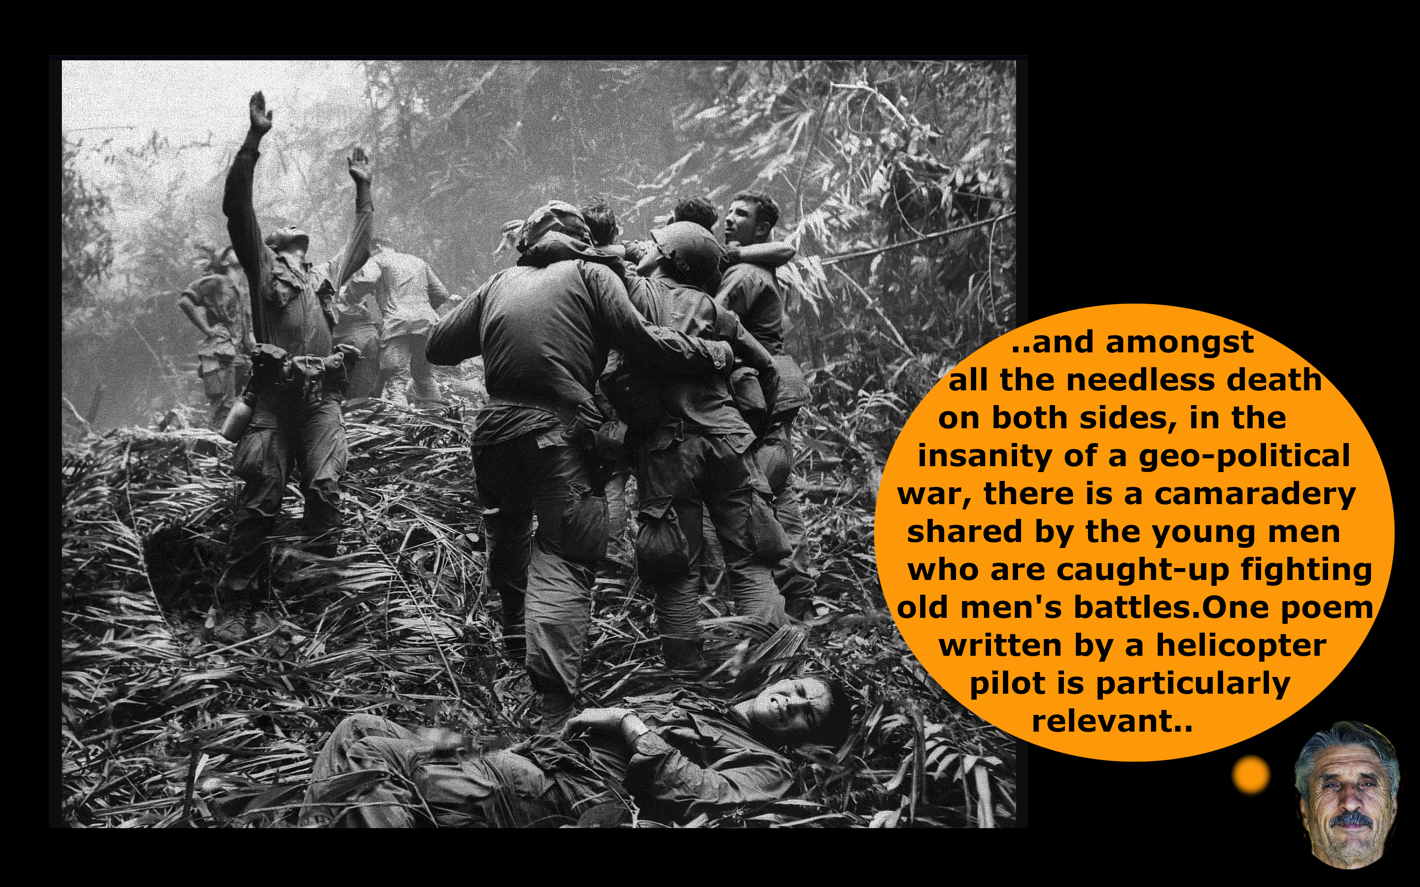 ..and amongst
all the needless death
on both sides, in the
insanity of a geo-political
war, there is a camaradery
shared by the young men
who are caught-up fighting
old men's battles.One poem
written by a helicopter
pilot is particularly
relevant..